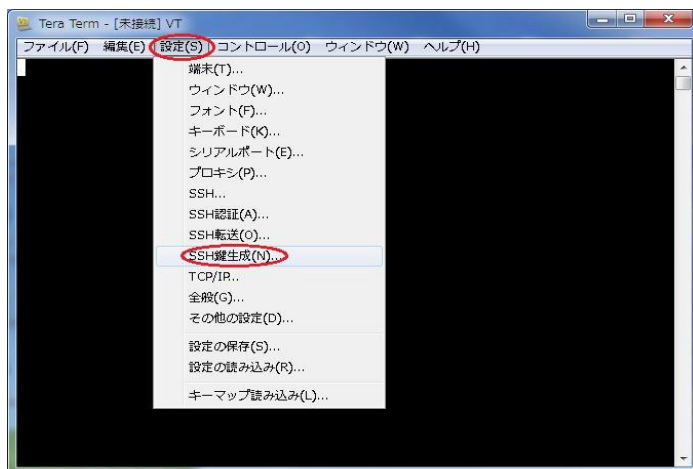 Tera Term - [未接続] VT
ファイル(F) 編集(E) 設定(S) コントロール(O) ウィンドウ(W) ヘルプ(H)
端末(T)...
ウィンドウ(W)...
フォント(F)...
キーボード(K)...
シリアルポート(E)...
プロキシ(P)...
SSH...
SSH認証(A)...
SSH転送(O)...
SSH鍵生成(N)...
TCP/IP...
全般(G)...
その他の設定(D)...
設定の保存(S)...
設定の読み込み(R)...
キーマップ読み込み(L)...